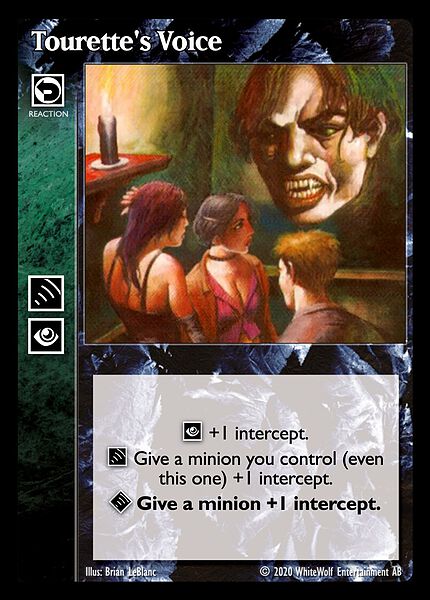 Tourette's Voice
REACTION
+1 intercept.
Give a minion you control (even
this one) +1 intercept.
Give a minion +1 intercept.
Illus: Brian LeBlanc
© 2020 WhiteWolf Entertainment AB